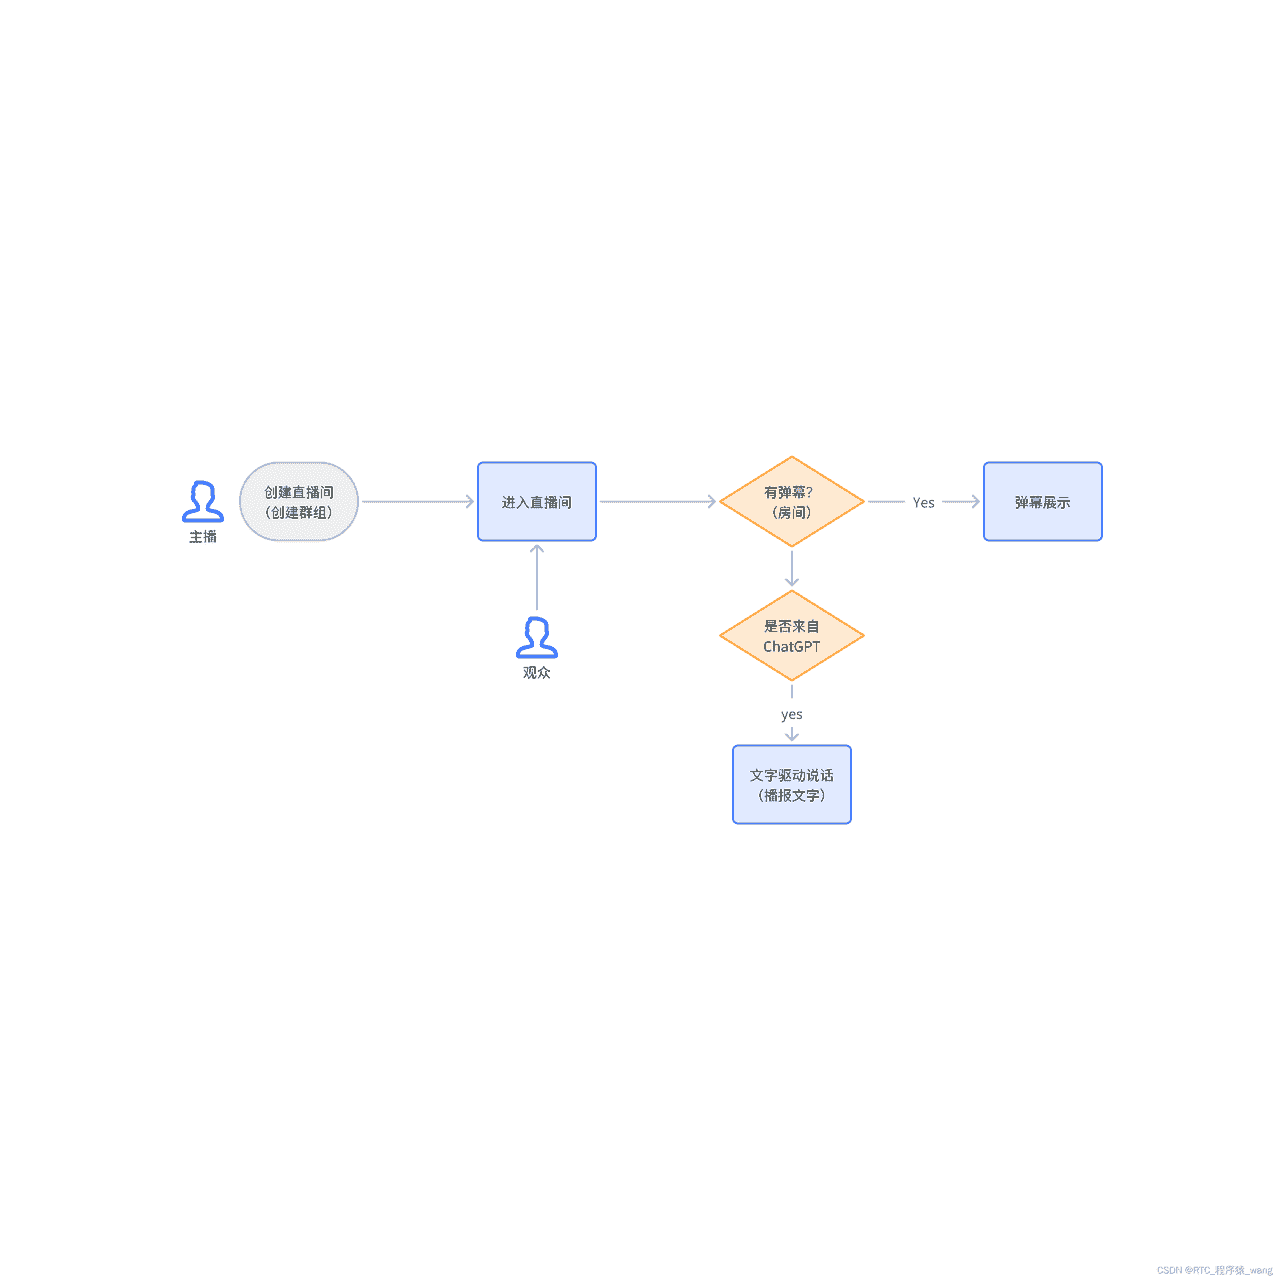 主播
创建直播间
（创建群组）
进入直播间
观众
有弹幕？
（房间）
Yes
弹幕展示
是否来自
ChatGPT
yes
文字驱动说话
（播报文字）
CSDN @RTC_程序猿_wang